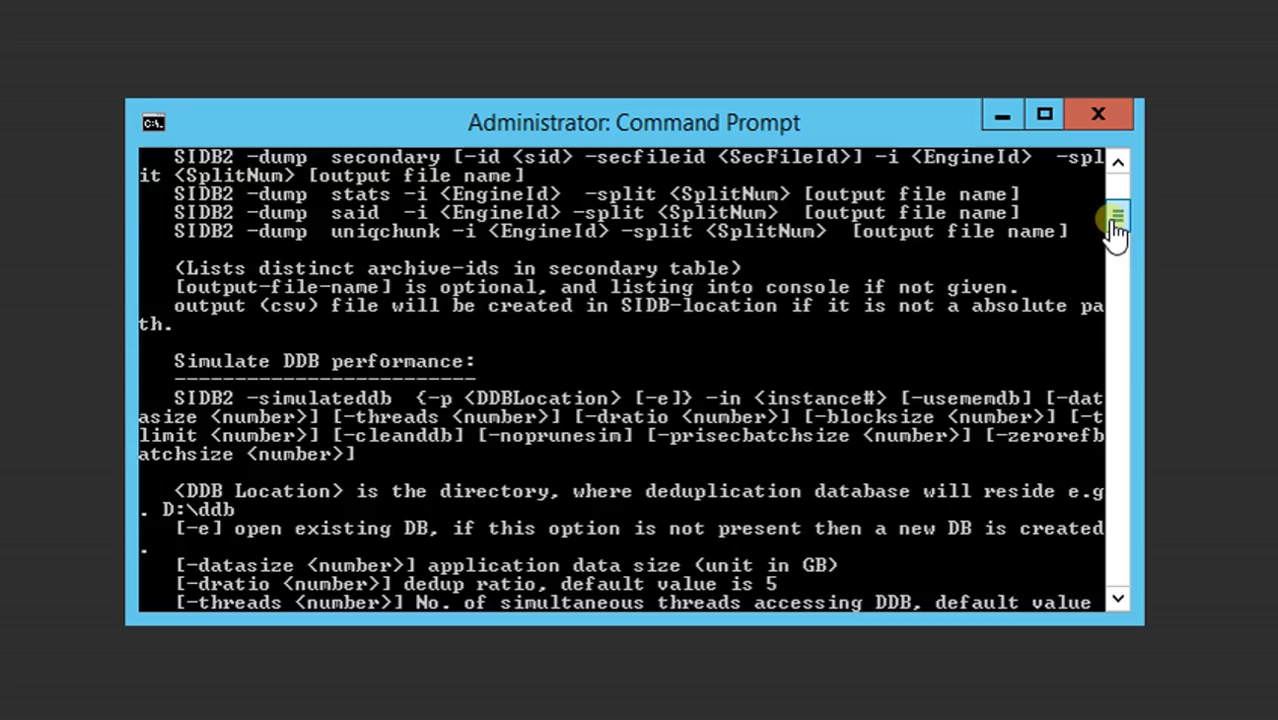 Administrator: Command Prompt
SIDB2 -dump secondary [-id <sid> -secfileid <SecFileId>] -i <EngineId> -spl
it <SplitNum> [output file name]
SIDB2 -dump stats -i <EngineId> -split <SplitNum> [output file name]
SIDB2 -dump said -i <EngineId> -split <SplitNum> [output file name]
SIDB2 -dump uniqchunk -i <EngineId> -split <SplitNum> [output file name]
(Lists distinct archive-ids in secondary table)
[output-file-name] is optional, and listing into console if not given.
output (csv) file will be created in SIDB-location if it is not a absolute pa
th.
Simulate DDB performance:
-------------------------
SIDB2 -simulateddb {-p <DDBLocation> [-e]} -in <instance#> [-usememdb] [-dat
asize <number>] [-threads <number>] [-dratio <number>] [-blocksize <number>] [-t
limit <number>] [-cleanddb] [-noprunesim] [-prisecbatchsize <number>] [-zerorefb
atchsize <number>]
<DDB Location> is the directory, where deduplication database will reside e.g
. D:\ddb
[-e] open existing DB, if this option is not present then a new DB is created
.
[-datasize <number>] application data size (unit in GB)
[-dratio <number>] dedup ratio, default value is 5
[-threads <number>] No. of simultaneous threads accessing DDB, default value